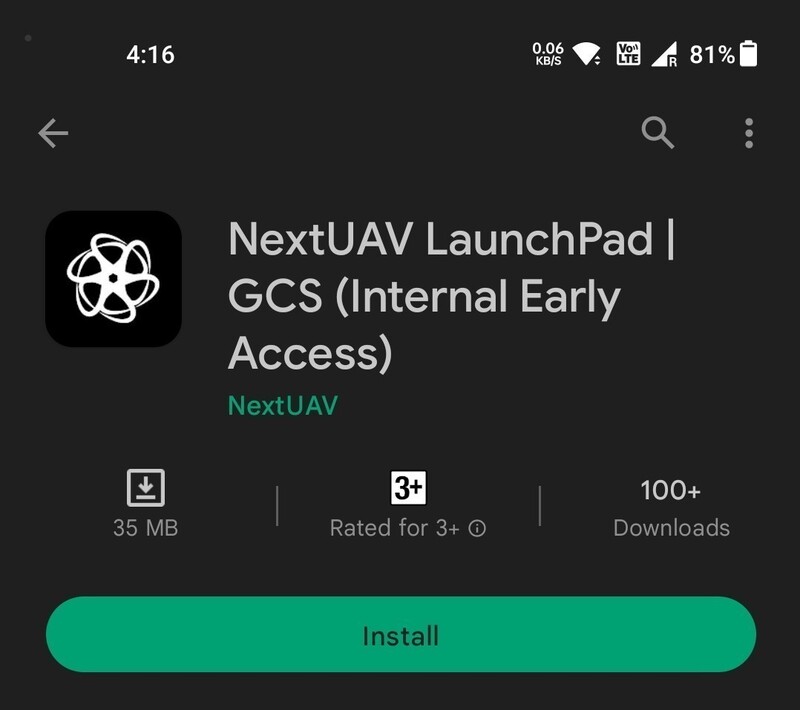 4:16
0.06
KB/S
Vo))
LTE
R
81%
NextUAV LaunchPad |
GCS (Internal Early
Access)
NextUAV
3+
100+
35 MB
Rated for 3+
Downloads
Install